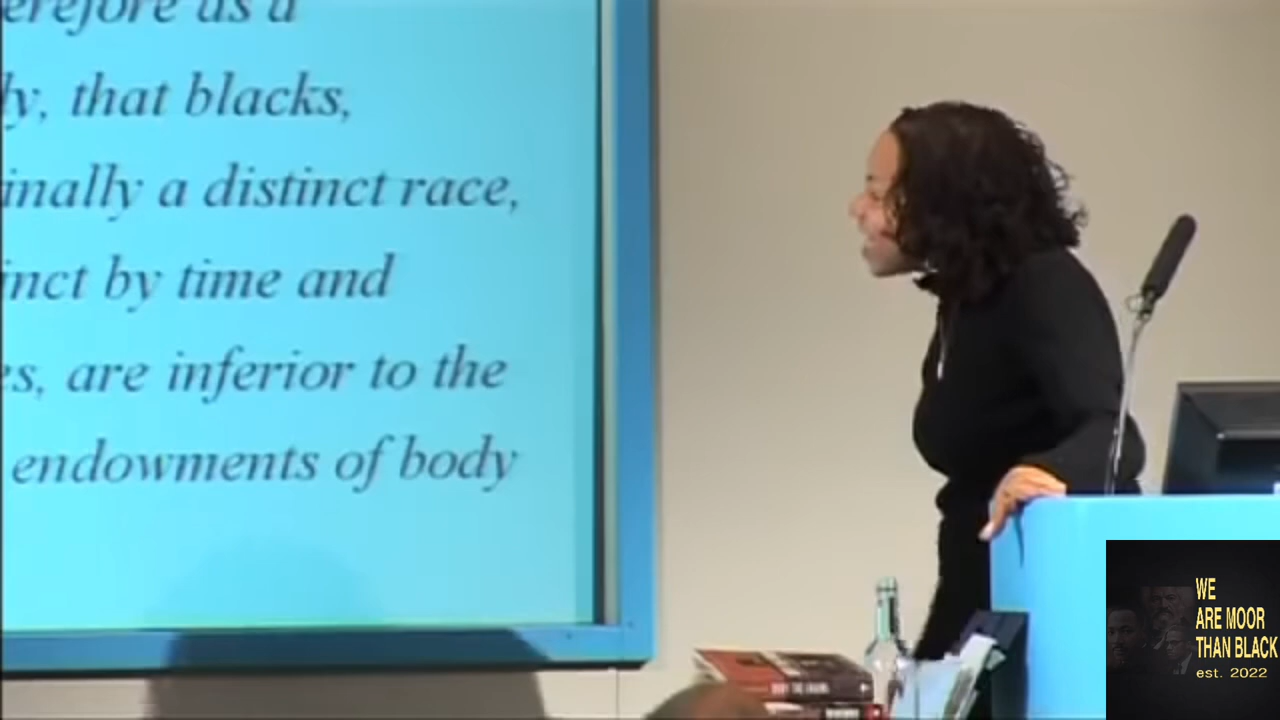 erefore as a
ly, that blacks,
inally a distinct race,
inct by time and
es, are inferior to the
endowments of body
WE
ARE MOOR
THAN BLACK
est. 2022